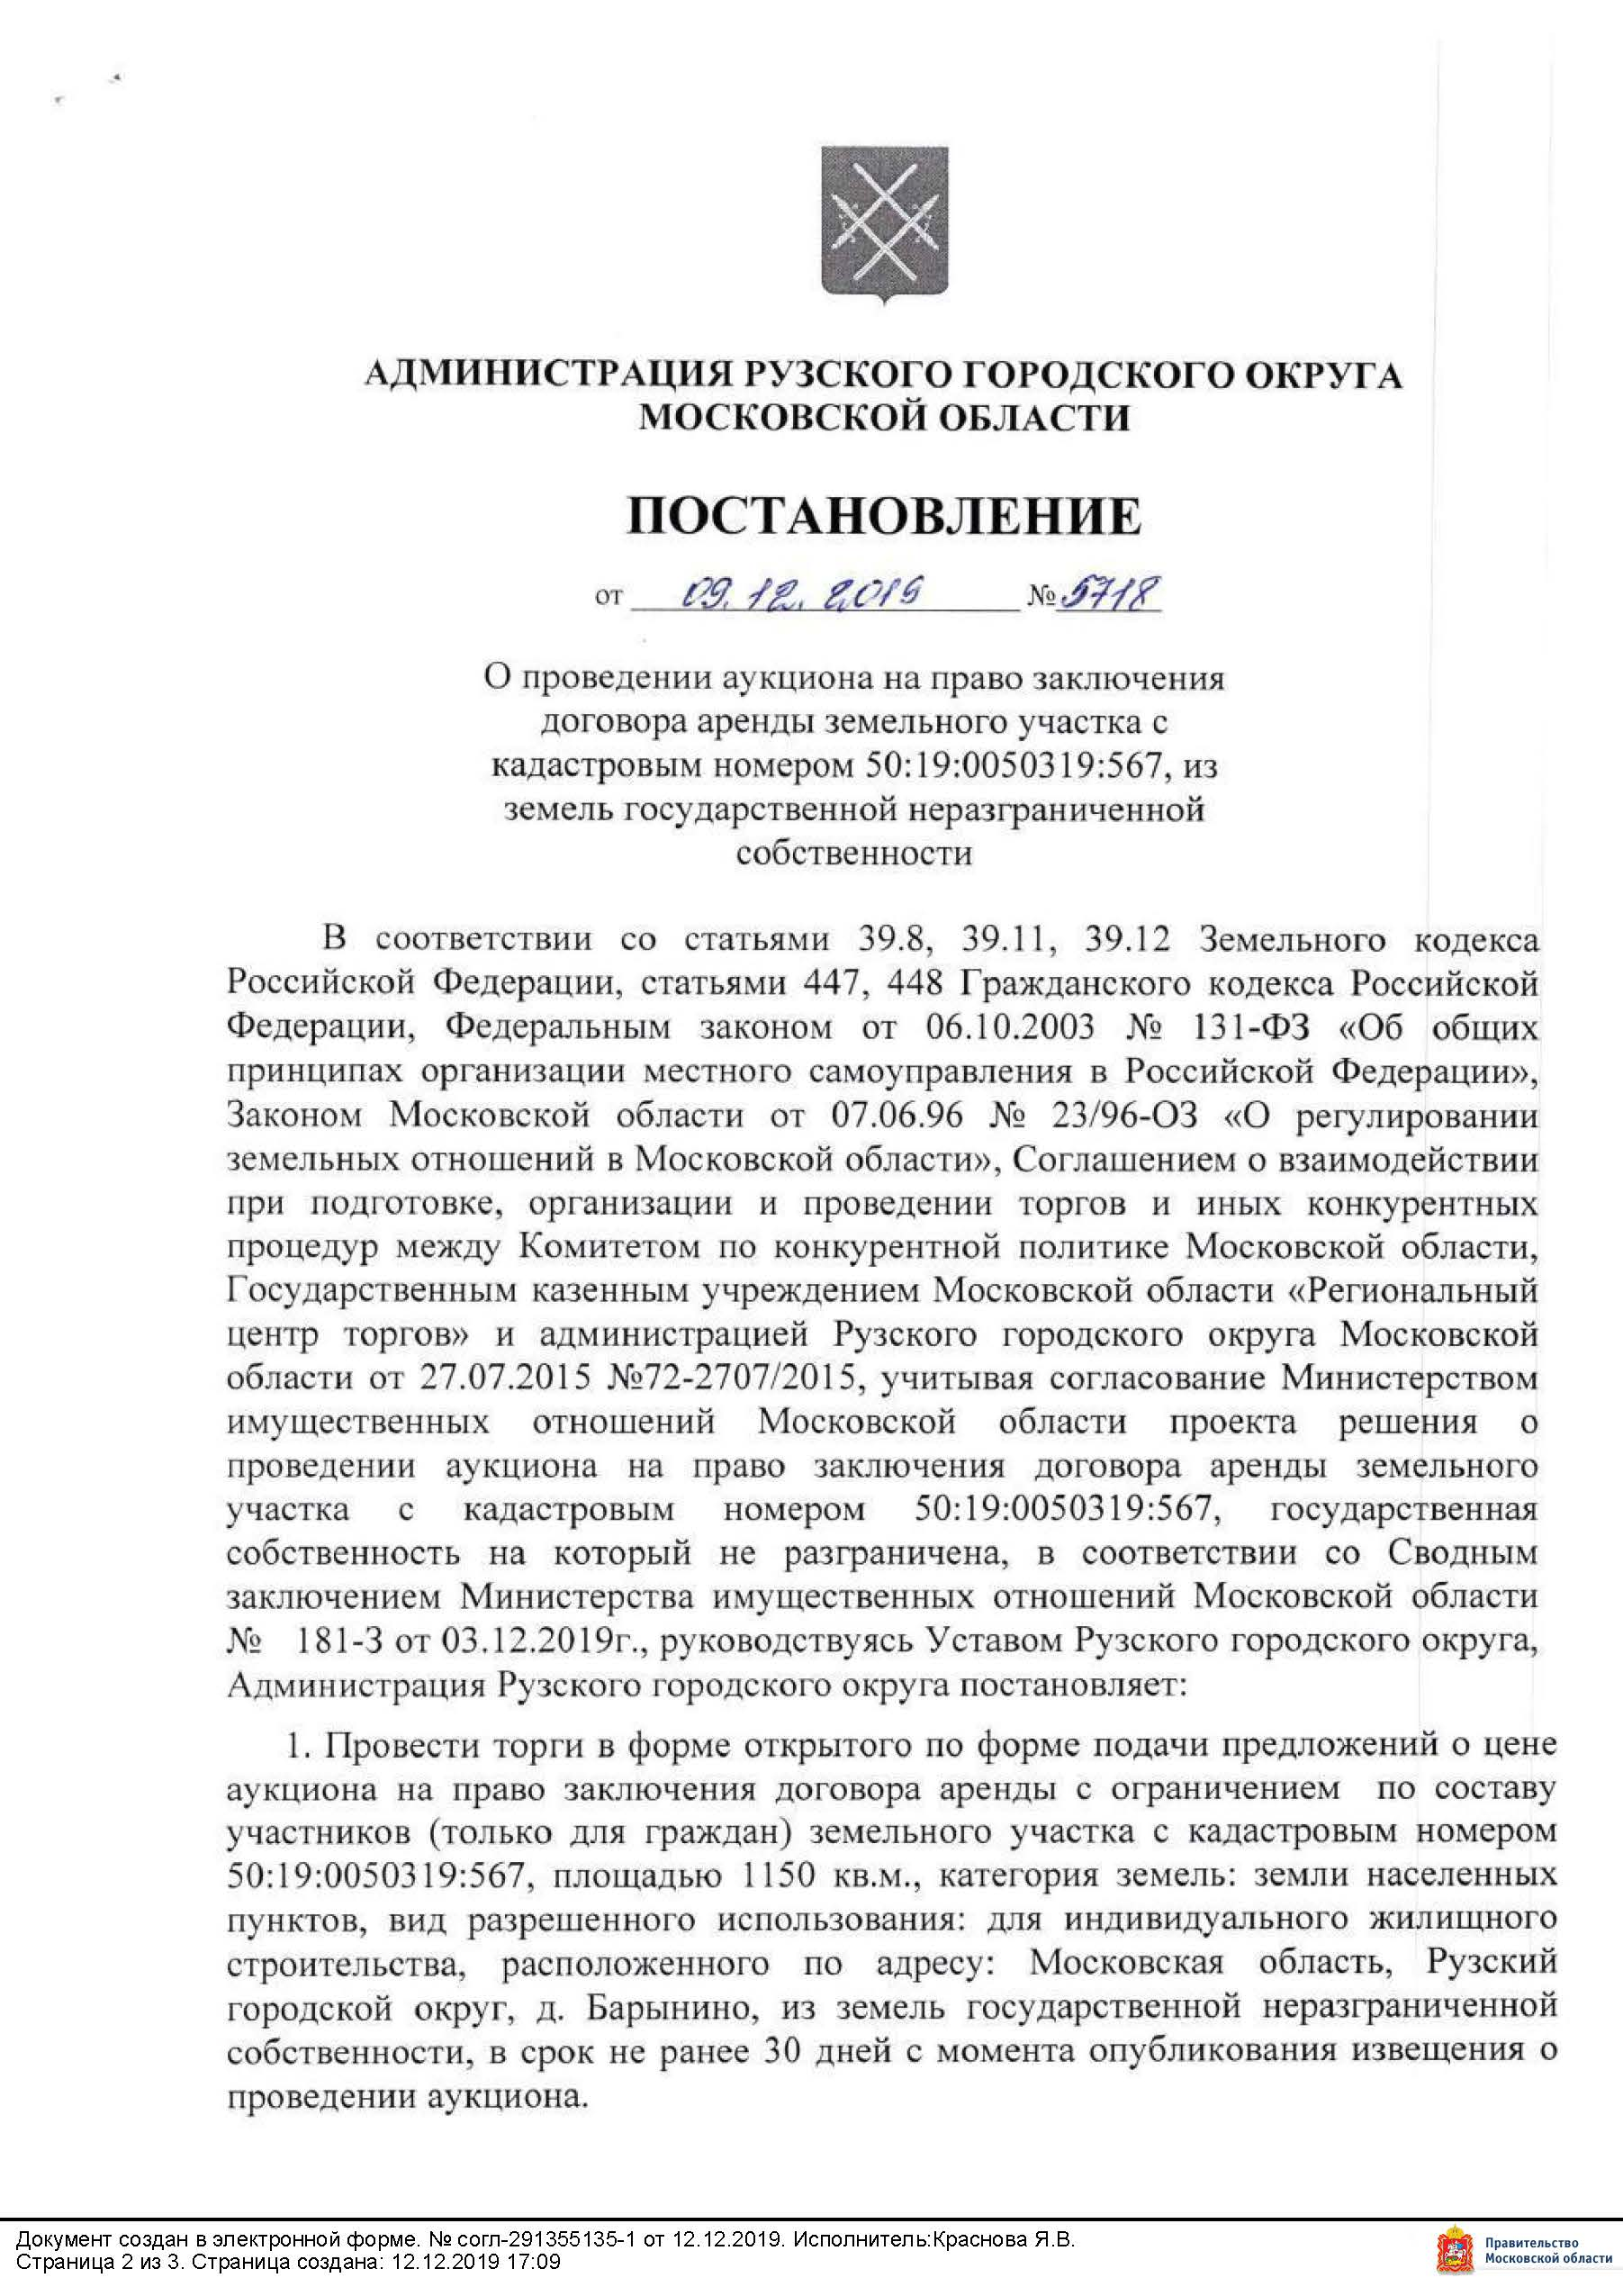 АДМИНИСТРАЦИЯ РУЗСКОГО ГОРОДСКОГО ОКРУГА
МОСКОВСКОЙ ОБЛАСТИ
ПОСТАНОВЛЕНИЕ
от 09.12.2019 № 5718
О проведении аукциона на право заключения
договора аренды земельного участка с
кадастровым номером 50:19:0050319:567, из
земель государственной неразграниченной
собственности
В соответствии со статьями 39.8, 39.11, 39.12 Земельного кодекса
Российской Федерации, статьями 447, 448 Гражданского кодекса Российской
Федерации, Федеральным законом от 06.10.2003 № 131-ФЗ «Об общих
принципах организации местного самоуправления в Российской Федерации»,
Законом Московской области от 07.06.96 № 23/96-ОЗ «О регулировании
земельных отношений в Московской области», Соглашением о взаимодействии
при подготовке, организации и проведении торгов и иных конкурентных
процедур между Комитетом по конкурентной политике Московской области,
Государственным казенным учреждением Московской области «Региональный
центр торгов» и администрацией Рузского городского округа Московской
области от 27.07.2015 №72-2707/2015, учитывая согласование Министерством
имущественных отношений Московской области проекта решения о
проведении аукциона на право заключения договора аренды земельного
участка с кадастровым номером 50:19:0050319:567, государственная
собственность на который не разграничена, в соответствии со Сводным
заключением Министерства имущественных отношений Московской области
№ 181-З от 03.12.2019г., руководствуясь Уставом Рузского городского округа,
Администрация Рузского городского округа постановляет:
1. Провести торги в форме открытого по форме подачи предложений о цене
аукциона на право заключения договора аренды с ограничением по составу
участников (только для граждан) земельного участка с кадастровым номером
50:19:0050319:567, площадью 1150 кв.м., категория земель: земли населенных
пунктов, вид разрешенного использования: для индивидуального жилищного
строительства, расположенного по адресу: Московская область, Рузский
городской округ, д. Барынино, из земель государственной неразграниченной
собственности, в срок не ранее 30 дней с момента опубликования извещения о
проведении аукциона.
Документ создан в электронной форме. № согл-291355135-1 от 12.12.2019. Исполнитель:Краснова Я.В.
Страница 2 из 3. Страница создана: 12.12.2019 17:09
Правительство
Московской области